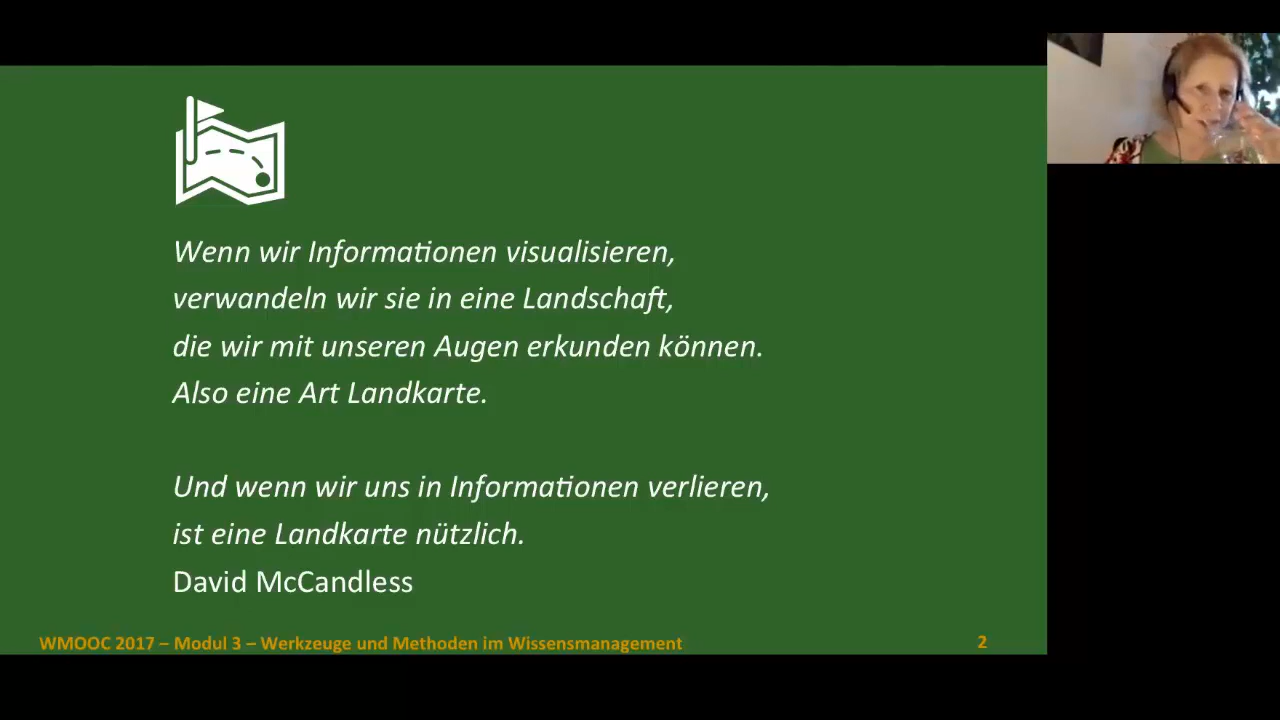 Wenn wir Informationen visualisieren,
verwandeln wir sie in eine Landschaft,
die wir mit unseren Augen erkunden können.
Also eine Art Landkarte.
Und wenn wir uns in Informationen verlieren,
ist eine Landkarte nützlich.
David McCandless
WMOOC 2017 – Modul 3 – Werkzeuge und Methoden im Wissensmanagement
2